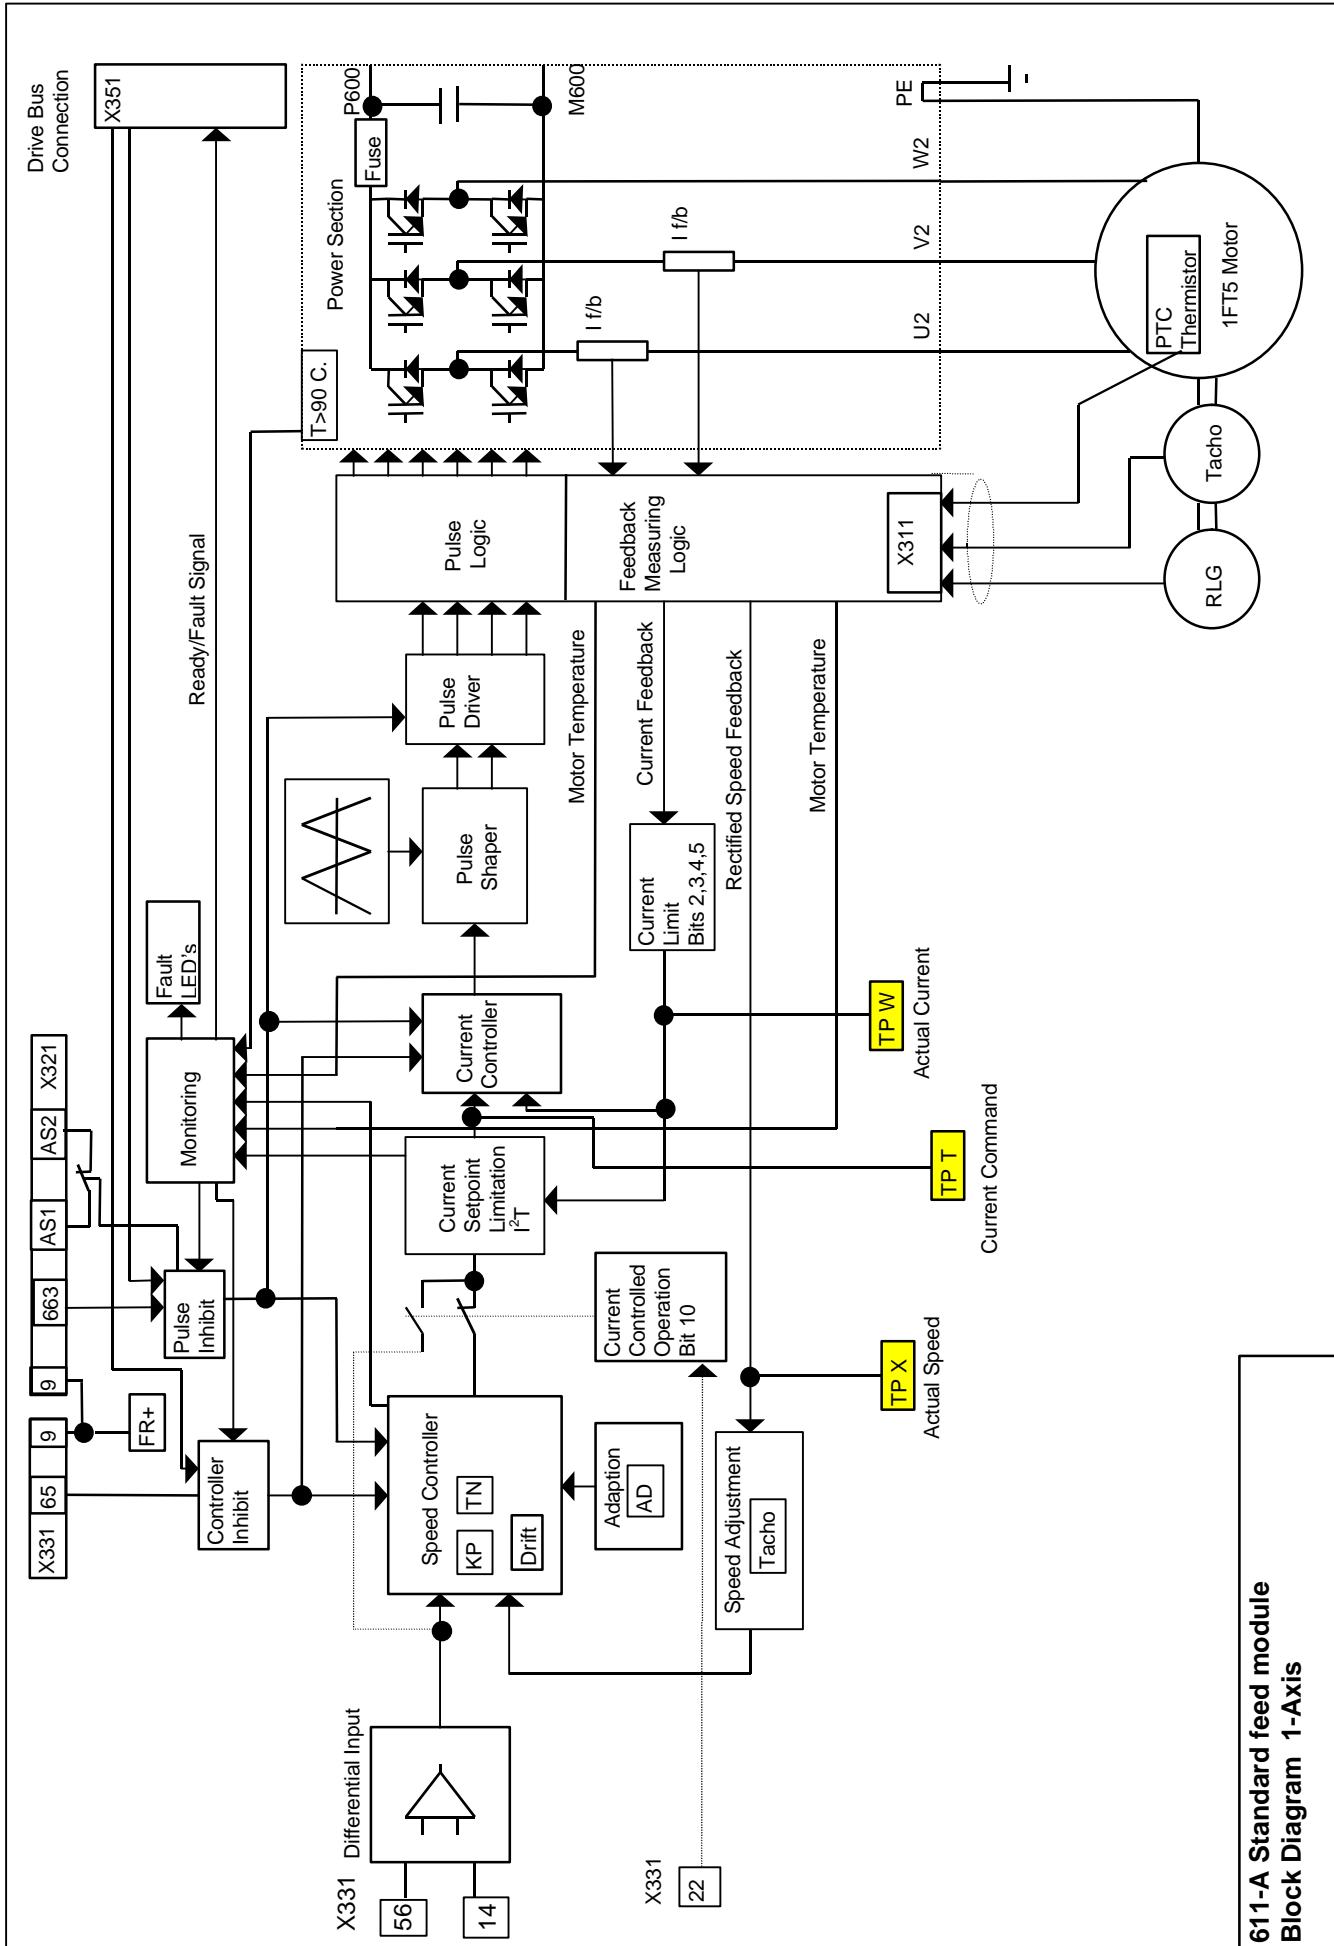 Drive Bus
Connection
X351
X331
65
9
9
663
AS1
AS2
X321
FR+
Controller
Inhibit
Pulse
Inhibit
Monitoring
Fault
LED's
Ready/Fault Signal
T>90 C.
Power Section
Fuse
P600
M600
X331
Differential Input
56
14
Speed Controller
KP
TN
Drift
Adaption
AD
Current
Setpoint
Limitation
I²T
Current
Controller
Pulse
Shaper
Pulse
Driver
Pulse
Logic
Feedback
Measuring
Logic
X311
I f/b
I f/b
U2
V2
W2
PE
Motor Temperature
Current Feedback
Rectified Speed Feedback
Motor Temperature
Current
Limit
Bits 2,3,4,5
Current
Controlled
Operation
Bit 10
X331
22
Speed Adjustment
Tacho
TP X
Actual Speed
TP T
Current Command
TP W
Actual Current
RLG
Tacho
PTC
Thermistor
1FT5 Motor
611-A Standard feed module
Block Diagram 1-Axis